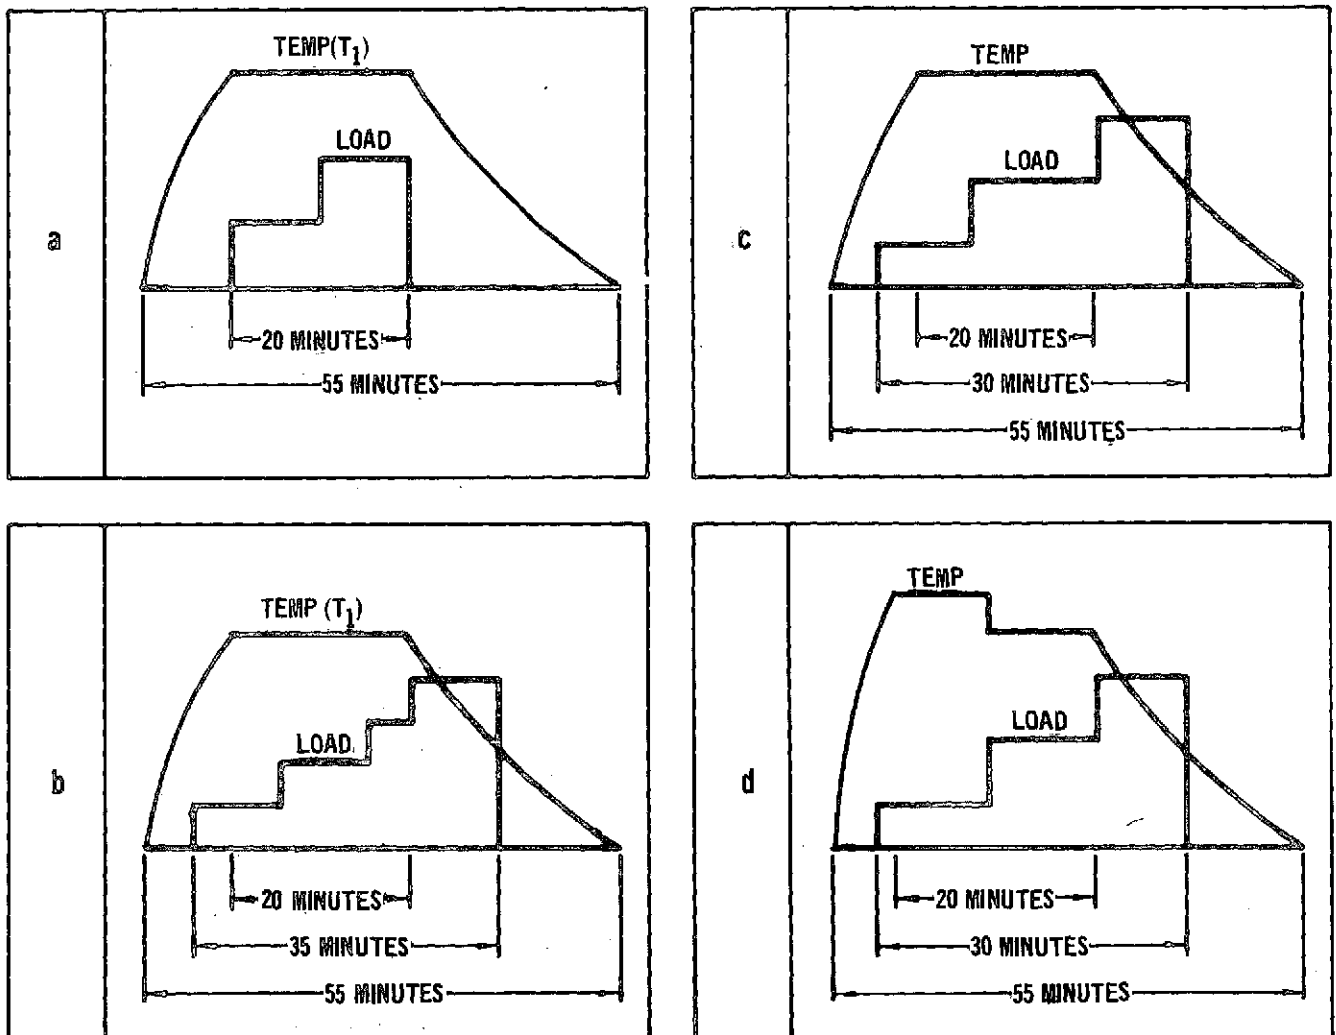 a
TEMP(T1)
LOAD
20 MINUTES
55 MINUTES
c
TEMP
LOAD
20 MINUTES
30 MINUTES
55 MINUTES
b
TEMP (T1)
LOAD
20 MINUTES
35 MINUTES
55 MINUTES
d
TEMP
LOAD
20 MINUTES
30 MINUTES
55 MINUTES